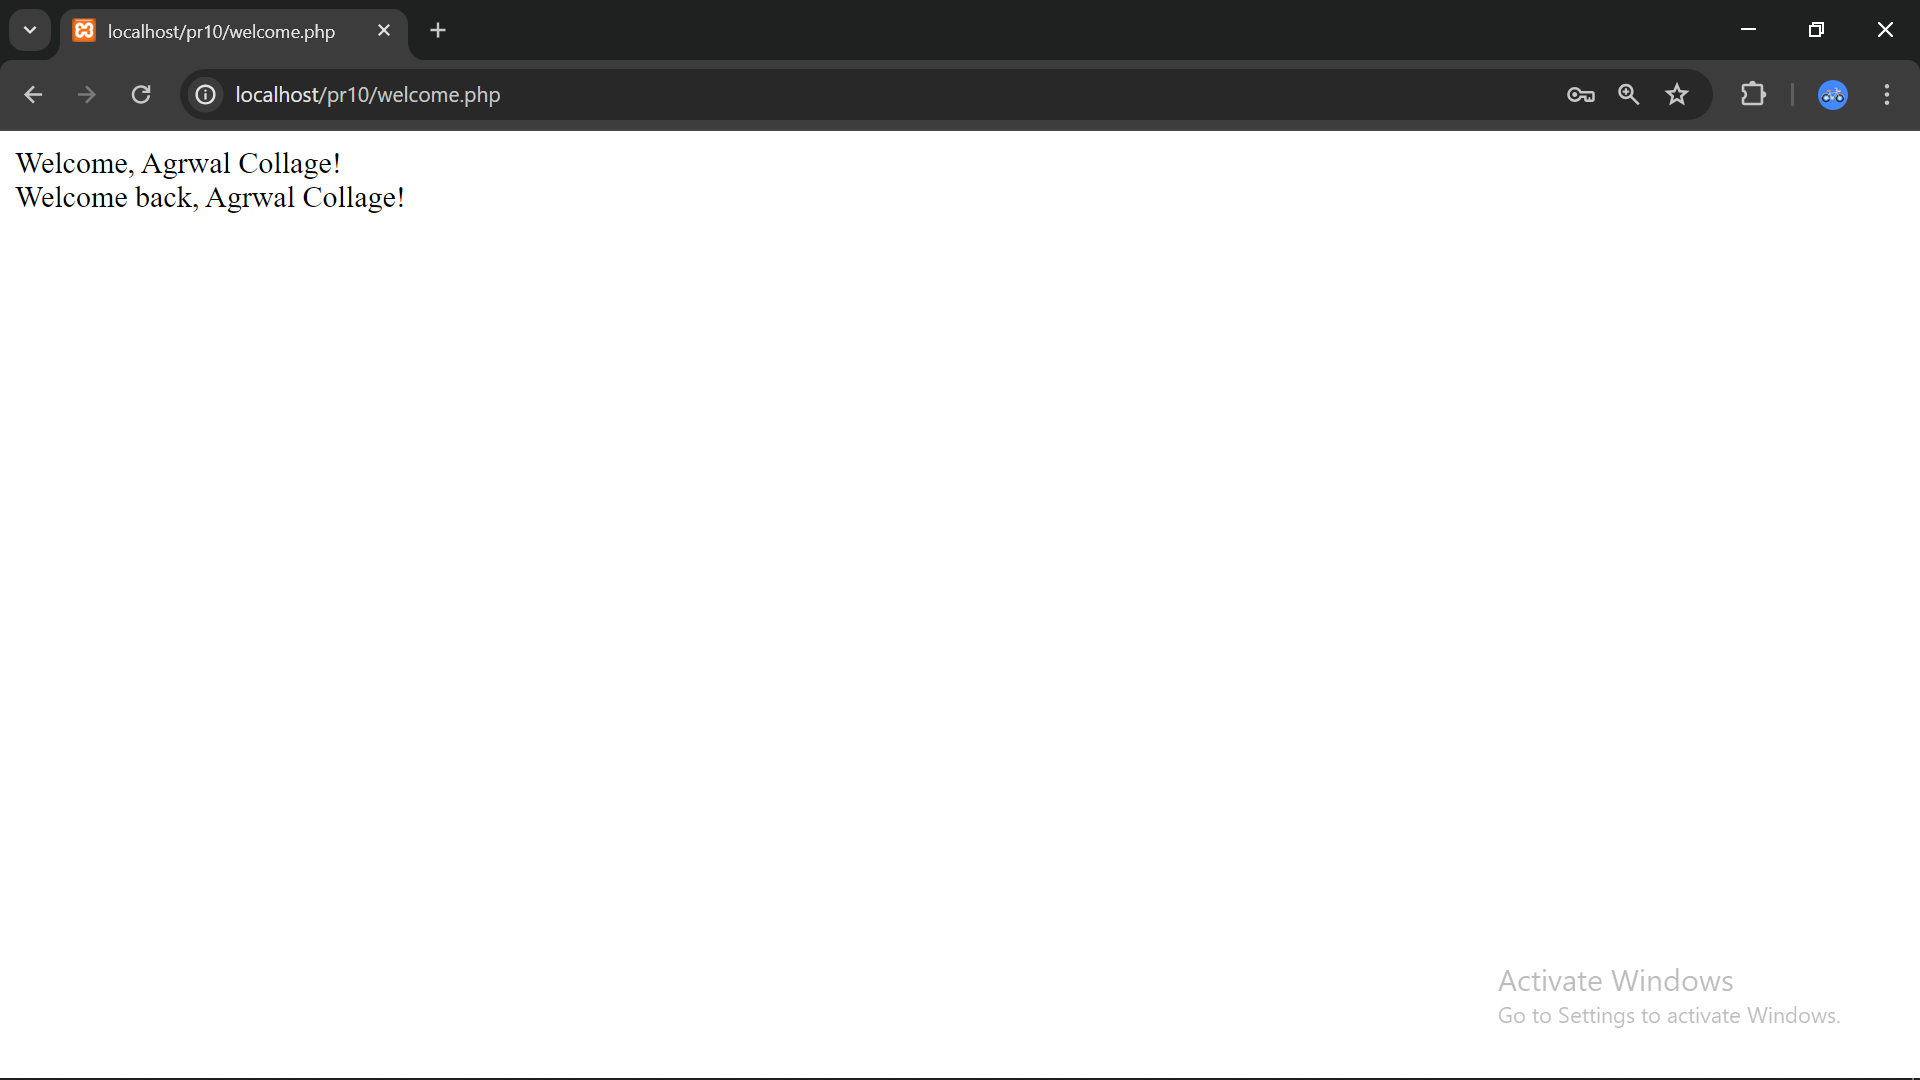 localhost/pr10/welcome.php
localhost/pr10/welcome.php
Welcome, Agrwal Collage!
Welcome back, Agrwal Collage!
Activate Windows
Go to Settings to activate Windows.